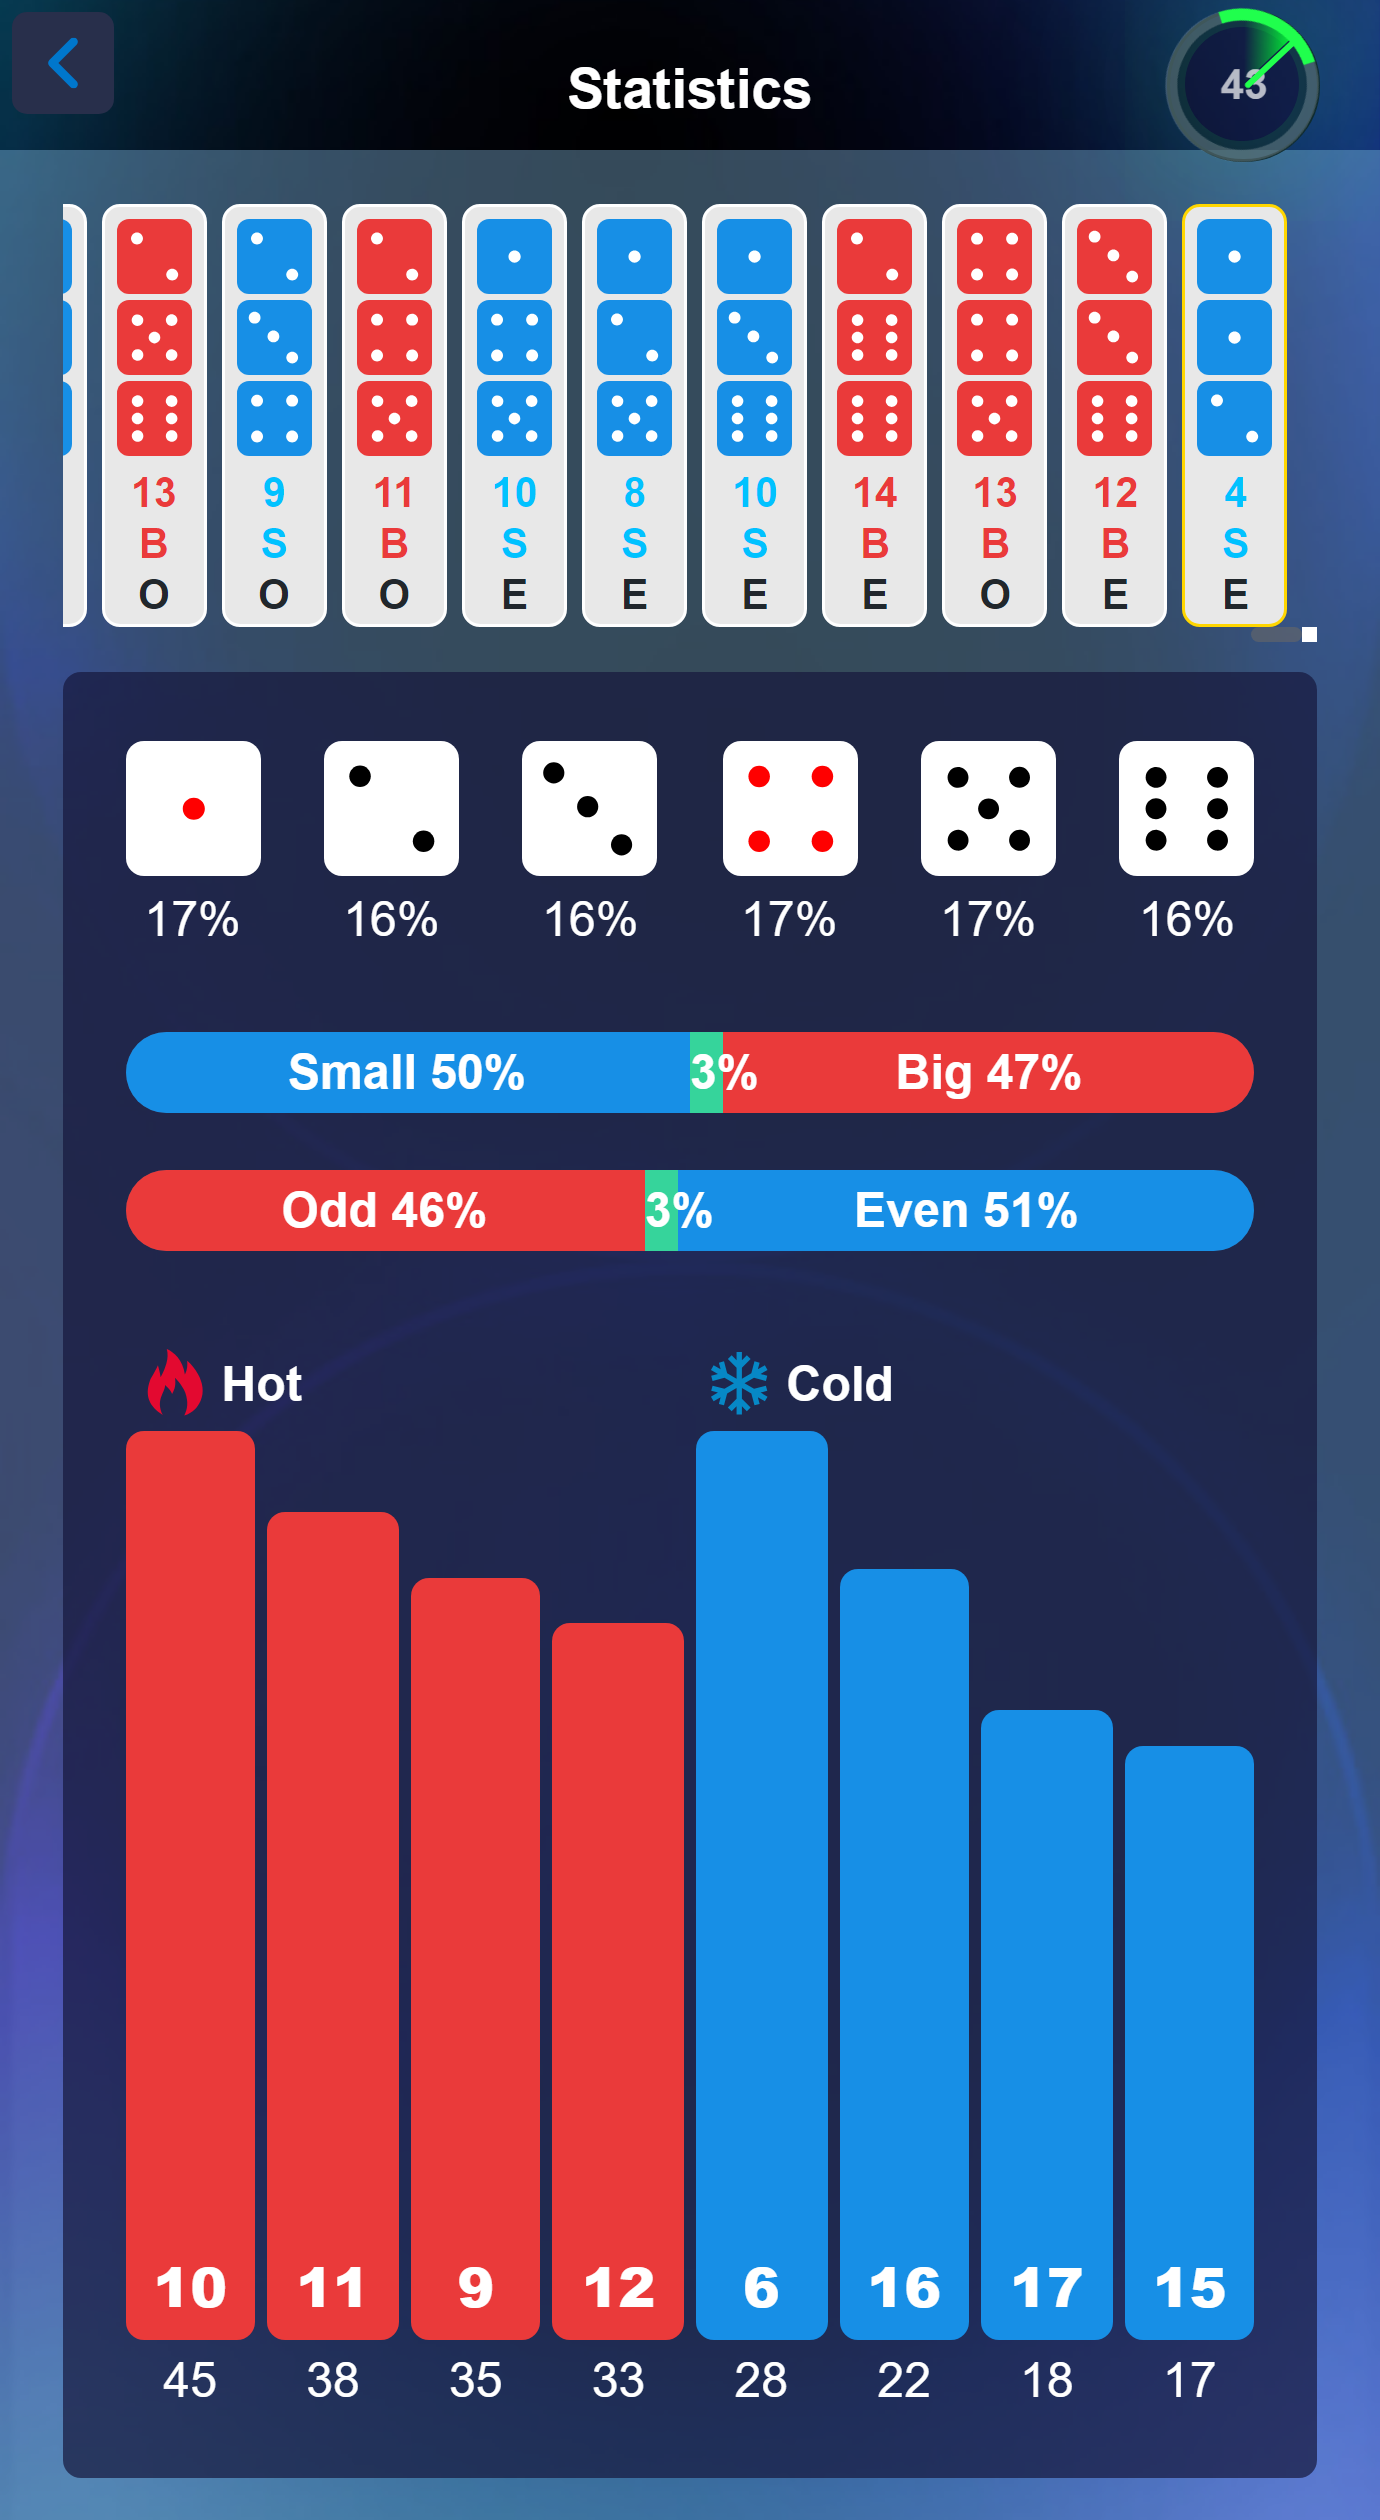 Statistics
43
13 9 11 10 8 10 14 13 12 4
B S B S S S B B B S
O O O E E E E O E E
17% 16% 16% 17% 17% 16%
Small 50% 3% Big 47%
Odd 46% 3% Even 51%
Hot Cold
10 11 9 12 6 16 17 15
45 38 35 33 28 22 18 17